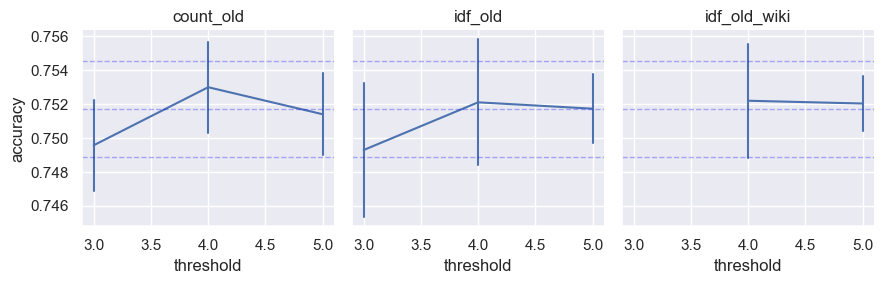 count_old idf_old idf_old_wiki
accuracy
0.756
0.754
0.752
0.750
0.748
0.746
3.0 3.5 4.0 4.5 5.0 3.0 3.5 4.0 4.5 5.0 3.0 3.5 4.0 4.5 5.0
threshold threshold threshold